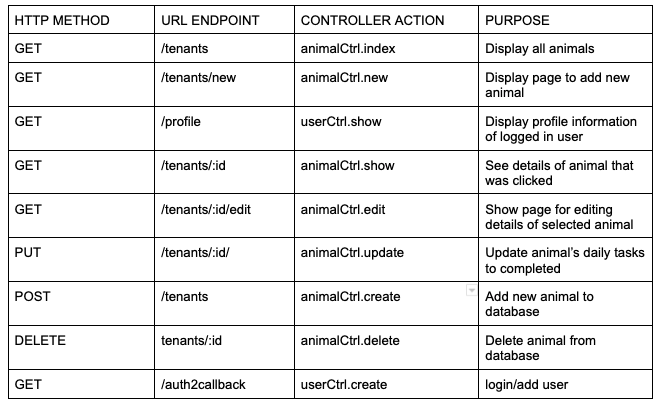 HTTP METHOD URL ENDPOINT CONTROLLER ACTION PURPOSE
GET /tenants animalCtrl.index Display all animals
GET /tenants/new animalCtrl.new Display page to add new
animal
GET /profile userCtrl.show Display profile information
of logged in user
GET /tenants/:id animalCtrl.show See details of animal that
was clicked
GET /tenants/:id/edit animalCtrl.edit Show page for editing
details of selected animal
PUT /tenants/:id/ animalCtrl.update Update animal’s daily tasks
to completed
POST /tenants animalCtrl.create Add new animal to
database
DELETE tenants/:id animalCtrl.delete Delete animal from
database
GET /auth2callback userCtrl.create login/add user